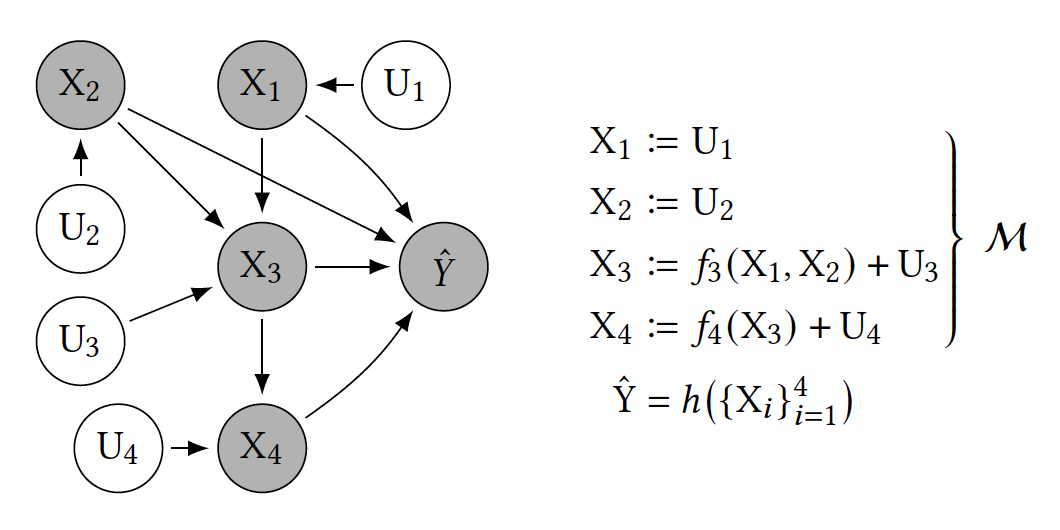 X₂ X₁ U₁
U₂
X₃ Ŷ
U₃
U₄ X₄
X₁ := U₁
X₂ := U₂
X₃ := f₃(X₁, X₂) + U₃
X₄ := f₄(X₃) + U₄
ℳ
Ŷ = h({Xᵢ}⁴ᵢ₌₁)